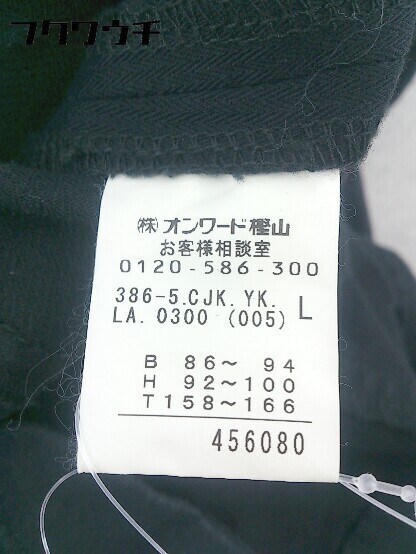 フクワウチ
㈱オンワード樫山
お客様相談室
0120-586-300
386-5.CJK.YK.
LA.0300 (005) L
B 86～ 94
H 92～100
T158～166
456080